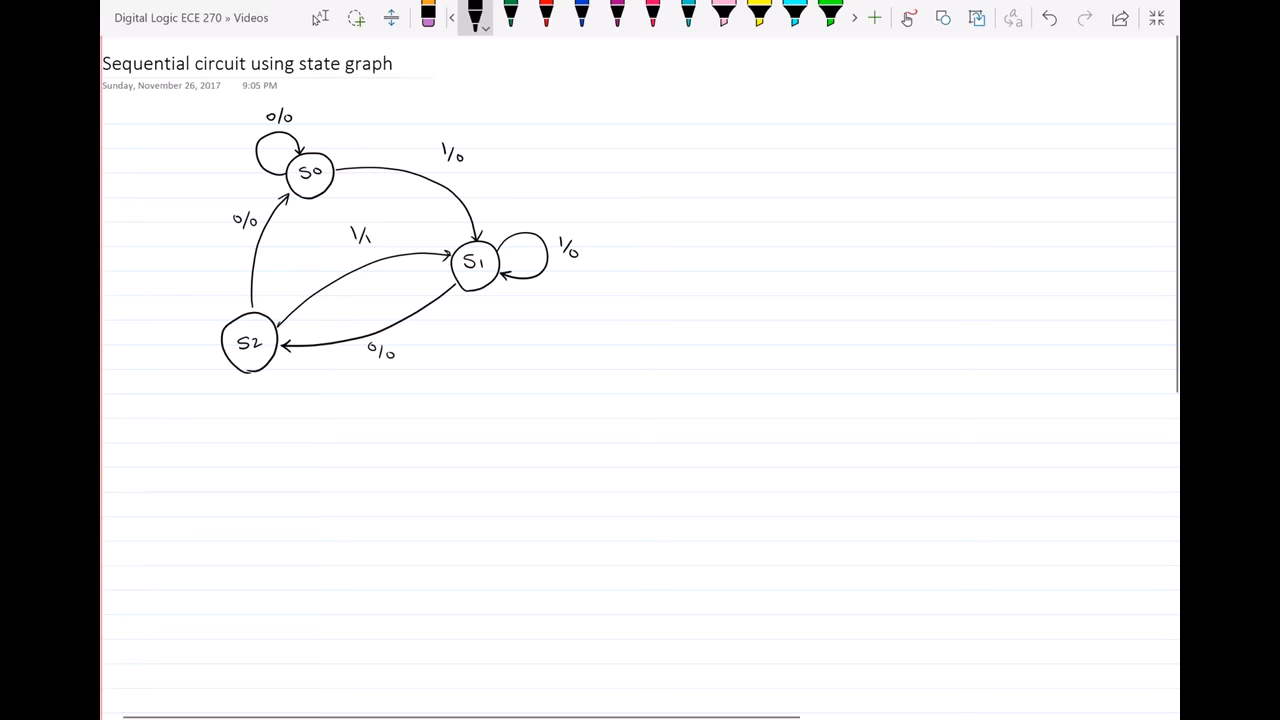 Digital Logic ECE 270 » Videos
Sequential circuit using state graph
Sunday, November 26, 2017 9:05 PM
0/0
S0
1/0
0/0
1/1
S1
1/0
S2
0/0